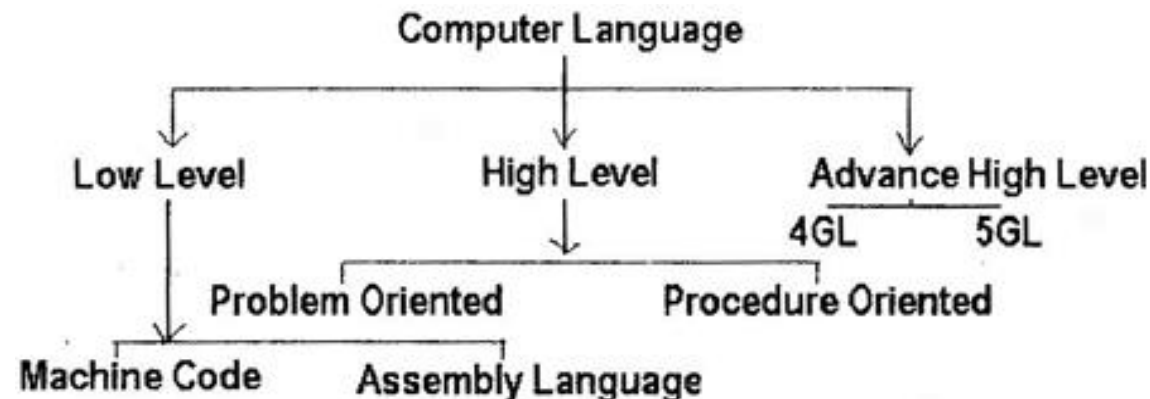 Computer Language
Low Level High Level Advance High Level
4GL 5GL
Problem Oriented Procedure Oriented
Machine Code Assembly Language